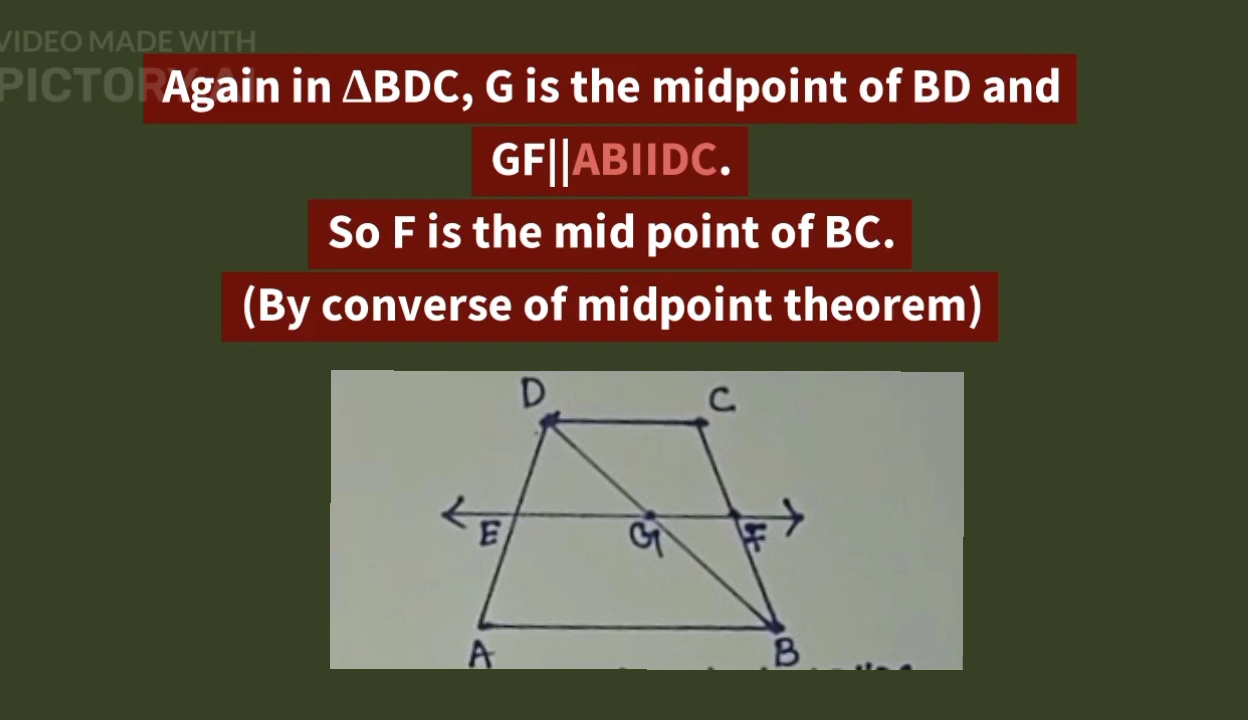 VIDEO MADE WITH
PICTORY.AI
Again in ΔBDC, G is the midpoint of BD and
GF||ABIIDC.
So F is the mid point of BC.
(By converse of midpoint theorem)
D
C
E
G
F
A
B